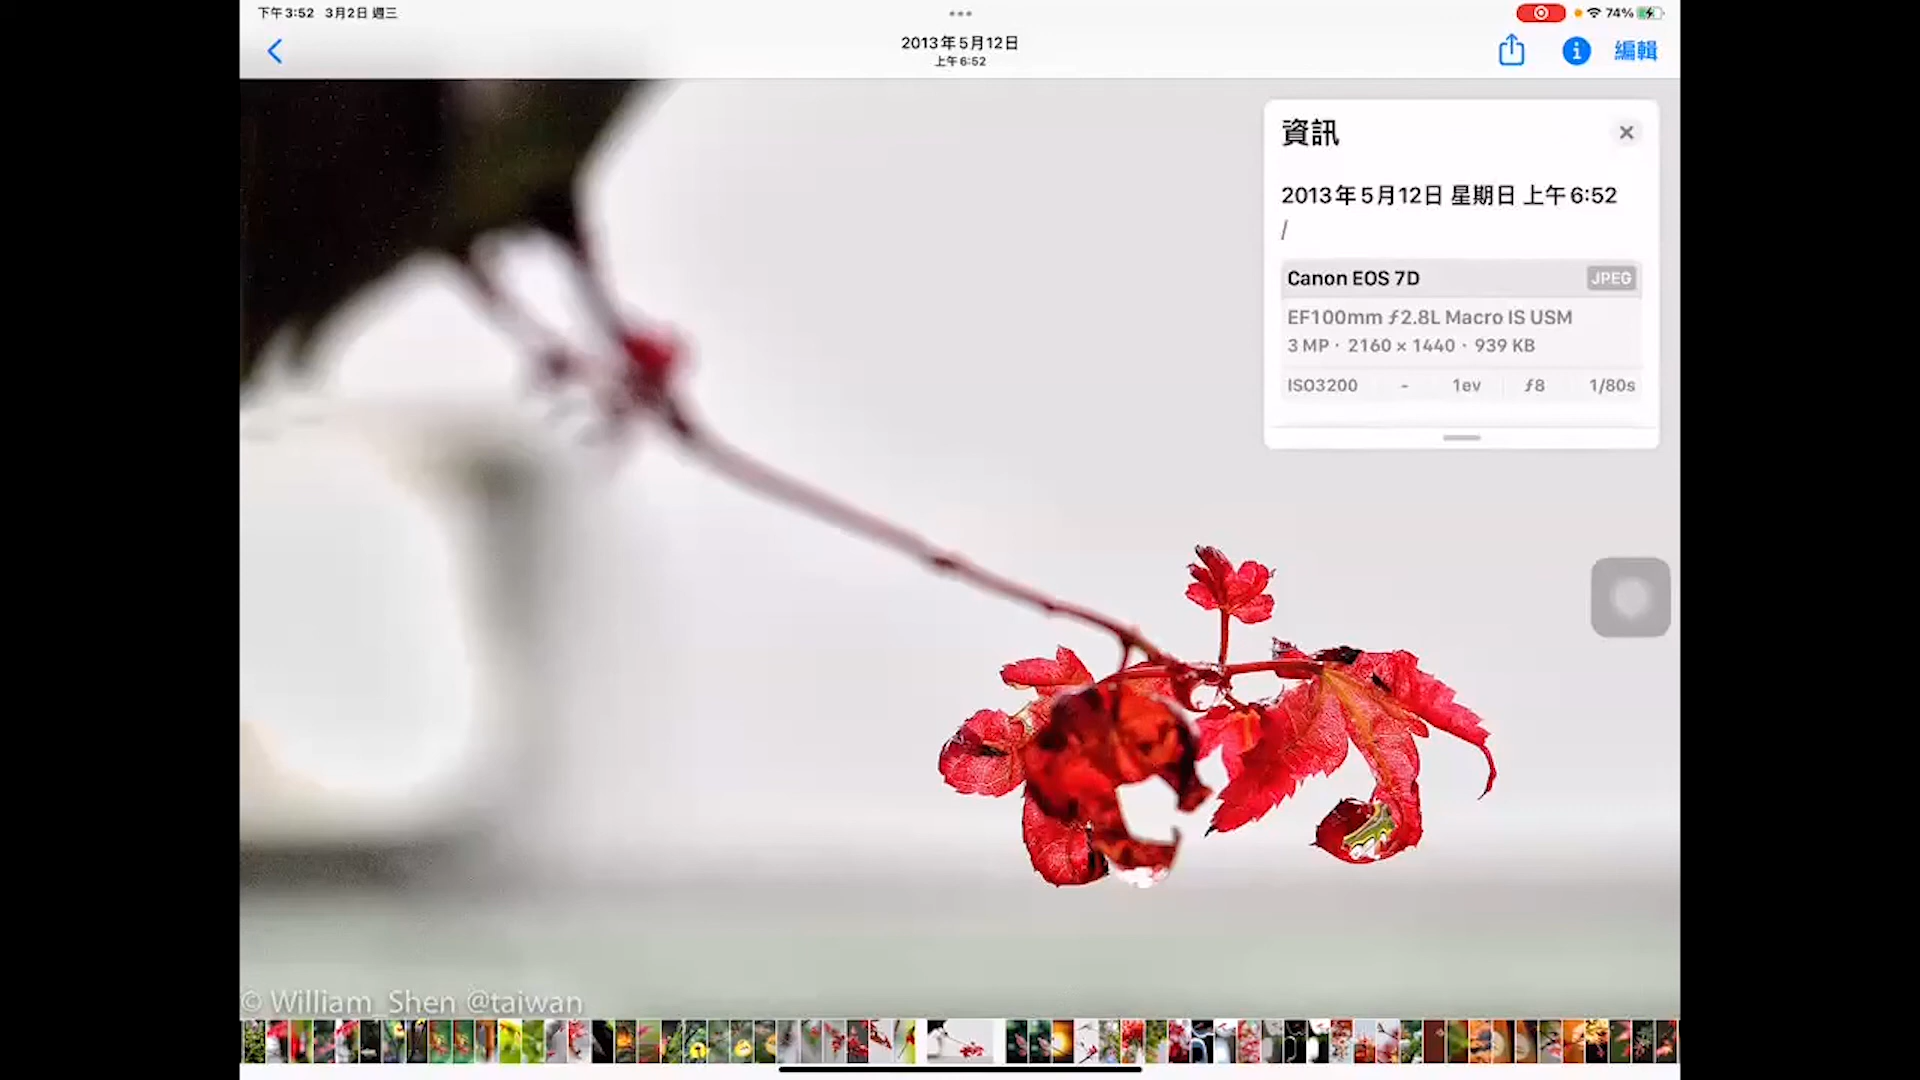 下午3:52 3月2日 週三
74%
2013年5月12日
上午6:52
編輯
資訊
2013年5月12日 星期日 上午6:52
/
Canon EOS 7D JPEG
EF100mm ƒ2.8L Macro IS USM
3 MP · 2160 × 1440 · 939 KB
ISO3200 - 1ev ƒ8 1/80s
© William_Shen @taiwan